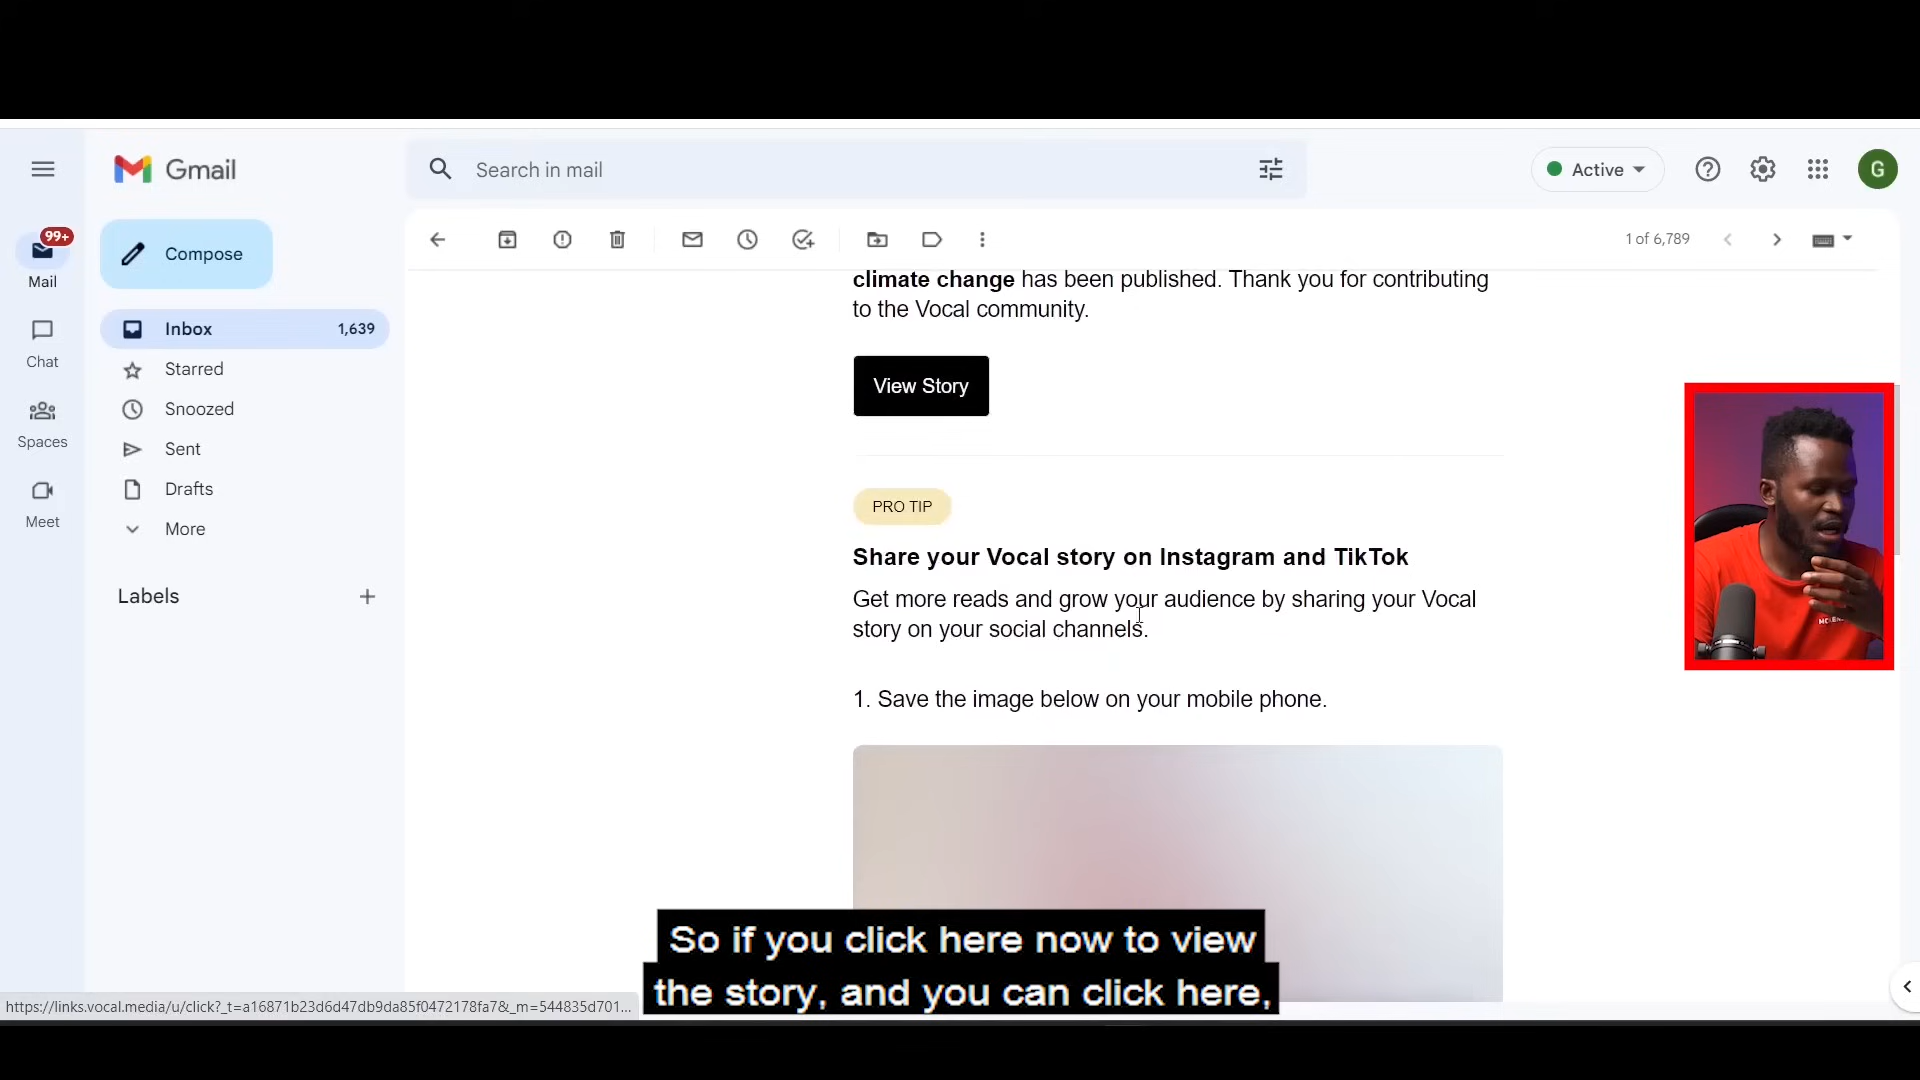 Gmail
Search in mail
Active
G
99+
Mail
Compose
1 of 6,789
climate change has been published. Thank you for contributing
to the Vocal community.
Inbox 1,639
Chat
Starred
View Story
Snoozed
Spaces
Sent
Drafts
PRO TIP
Meet
More
Share your Vocal story on Instagram and TikTok
Labels
Get more reads and grow your audience by sharing your Vocal
story on your social channels.
1. Save the image below on your mobile phone.
So if you click here now to view
the story, and you can click here,
https://links.vocal.media/u/click?_t=a16871b23d6d47db9da85f0472178fa7&_m=544835d701...